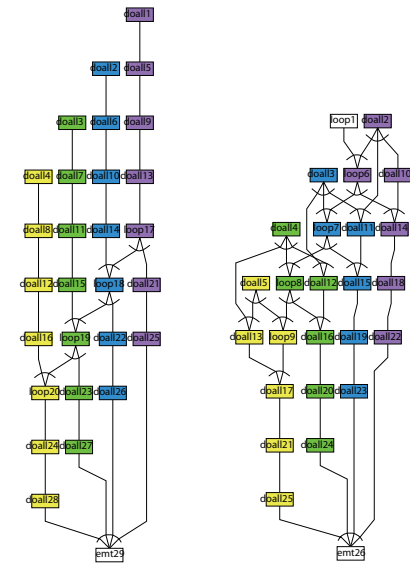 doall1
doall2 doall5
doall3 doall6 doall9
doall4 doall7 doall10 doall13
doall8 doall11 doall14 loop17
doall12 doall15 loop18 doall21
doall16 loop19 doall22 doall25
loop20 doall23 doall26
doall24 doall27
doall28
emt29
loop1 doall2
doall3 loop6 doall10
doall4 loop7 doall11 doall14
doall5 loop8 doall12 doall15 doall18
doall13 loop9 doall16 doall19 doall22
doall17 doall20 doall23
doall21 doall24
doall25
emt26